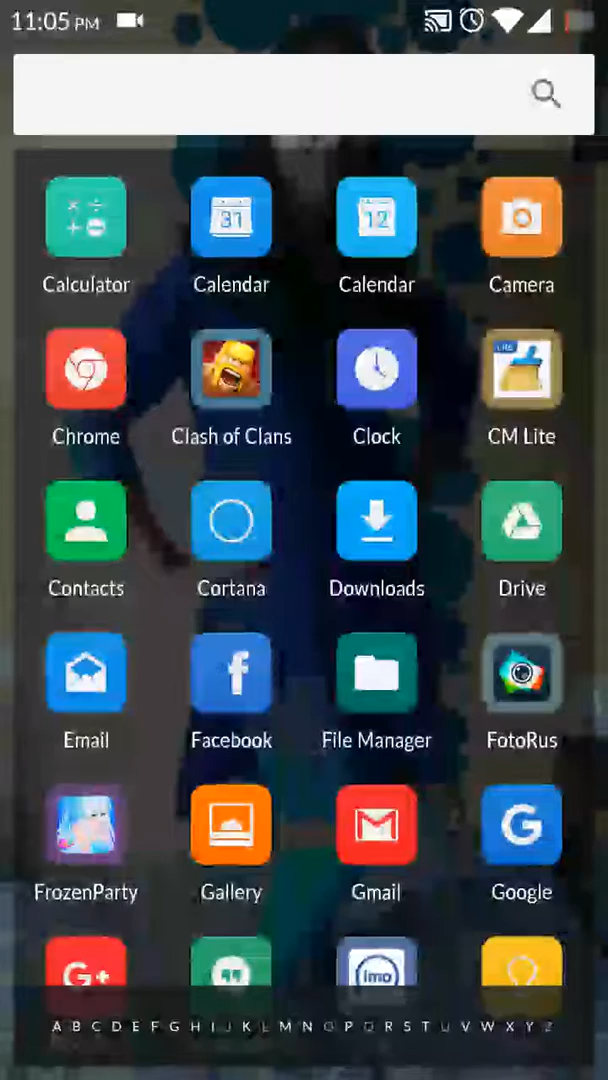 11:05 PM
31
12
Calculator Calendar Calendar Camera
LITE
Chrome Clash of Clans Clock CM Lite
Contacts Cortana Downloads Drive
f
Email Facebook File Manager FotoRus
G
FrozenParty Gallery Gmail Google
G+ imo
A B C D E F G H I J K L M N O P Q R S T U V W X Y Z